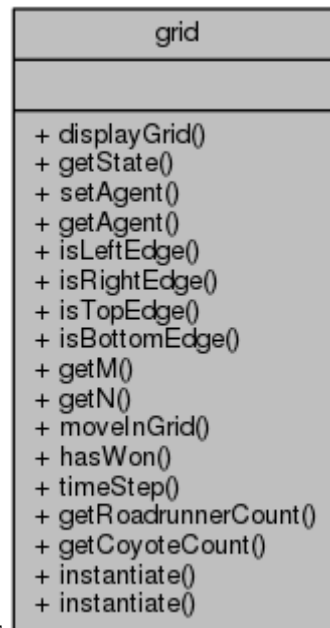 grid
+ displayGrid()
+ getState()
+ setAgent()
+ getAgent()
+ isLeftEdge()
+ isRightEdge()
+ isTopEdge()
+ isBottomEdge()
+ getM()
+ getN()
+ moveInGrid()
+ hasWon()
+ timeStep()
+ getRoadrunnerCount()
+ getCoyoteCount()
+ instantiate()
+ instantiate()